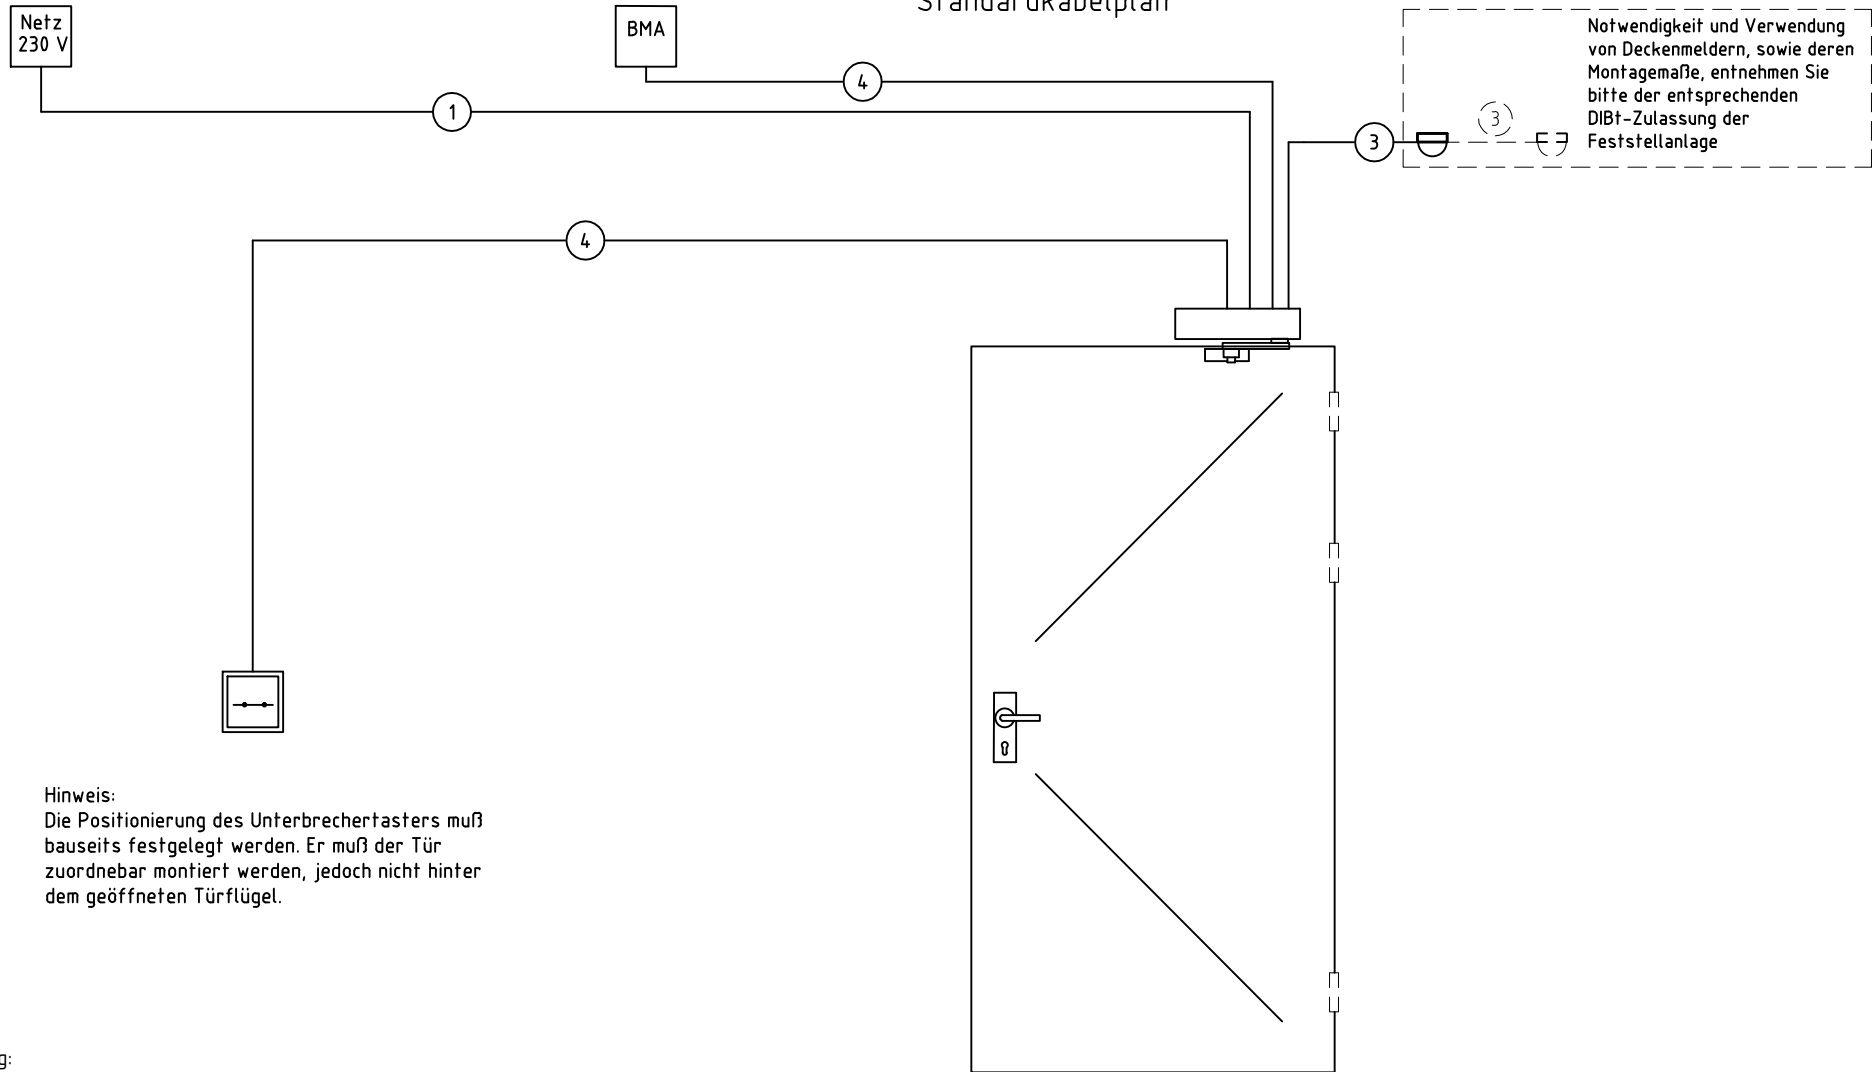 Standardkabelplan
Netz
230 V
BMA
4
1
3
3
Notwendigkeit und Verwendung
von Deckenmeldern, sowie deren
Montagemaße, entnehmen Sie
bitte der entsprechenden
DIBt-Zulassung der
Feststellanlage
4
Hinweis:
Die Positionierung des Unterbrechertasters muß
bauseits festgelegt werden. Er muß der Tür
zuordnebar montiert werden, jedoch nicht hinter
dem geöffneten Türflügel.
g: